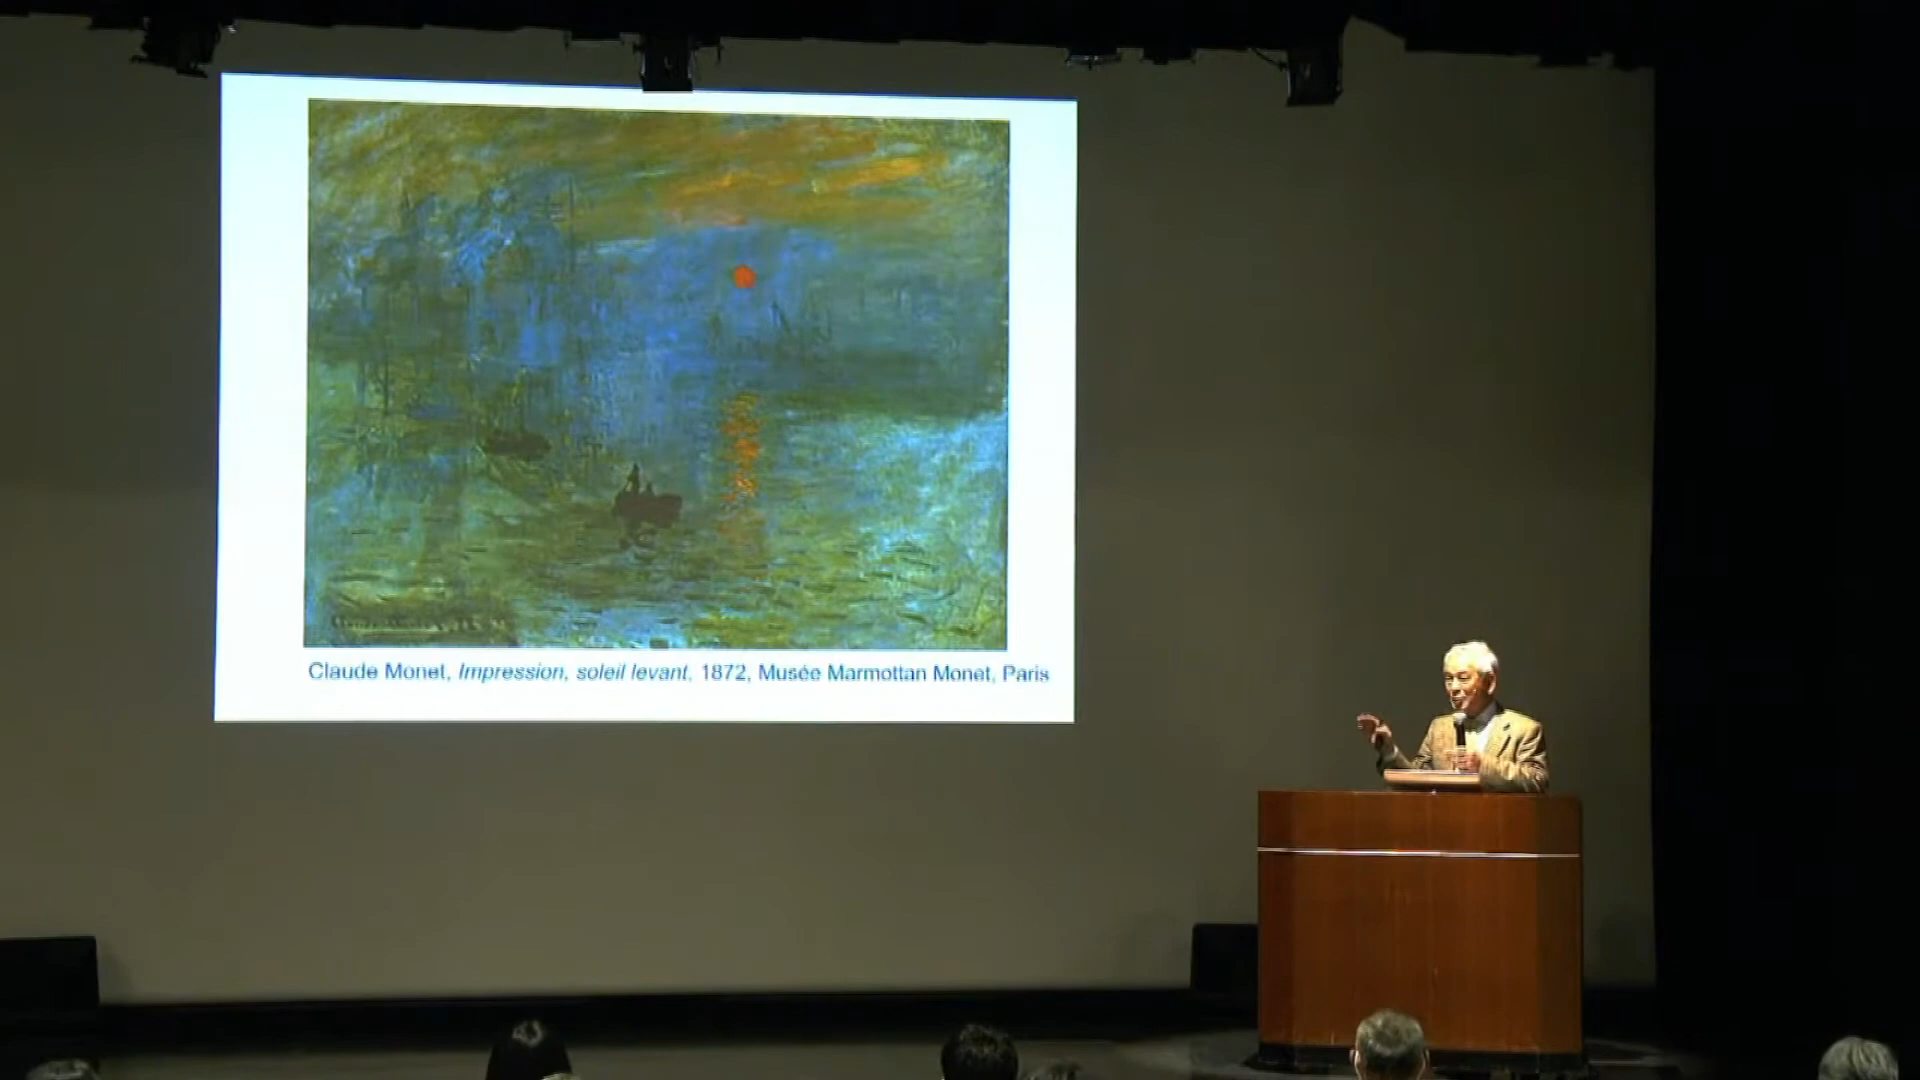 Claude Monet, Impression, soleil levant, 1872, Musée Marmottan Monet, Paris